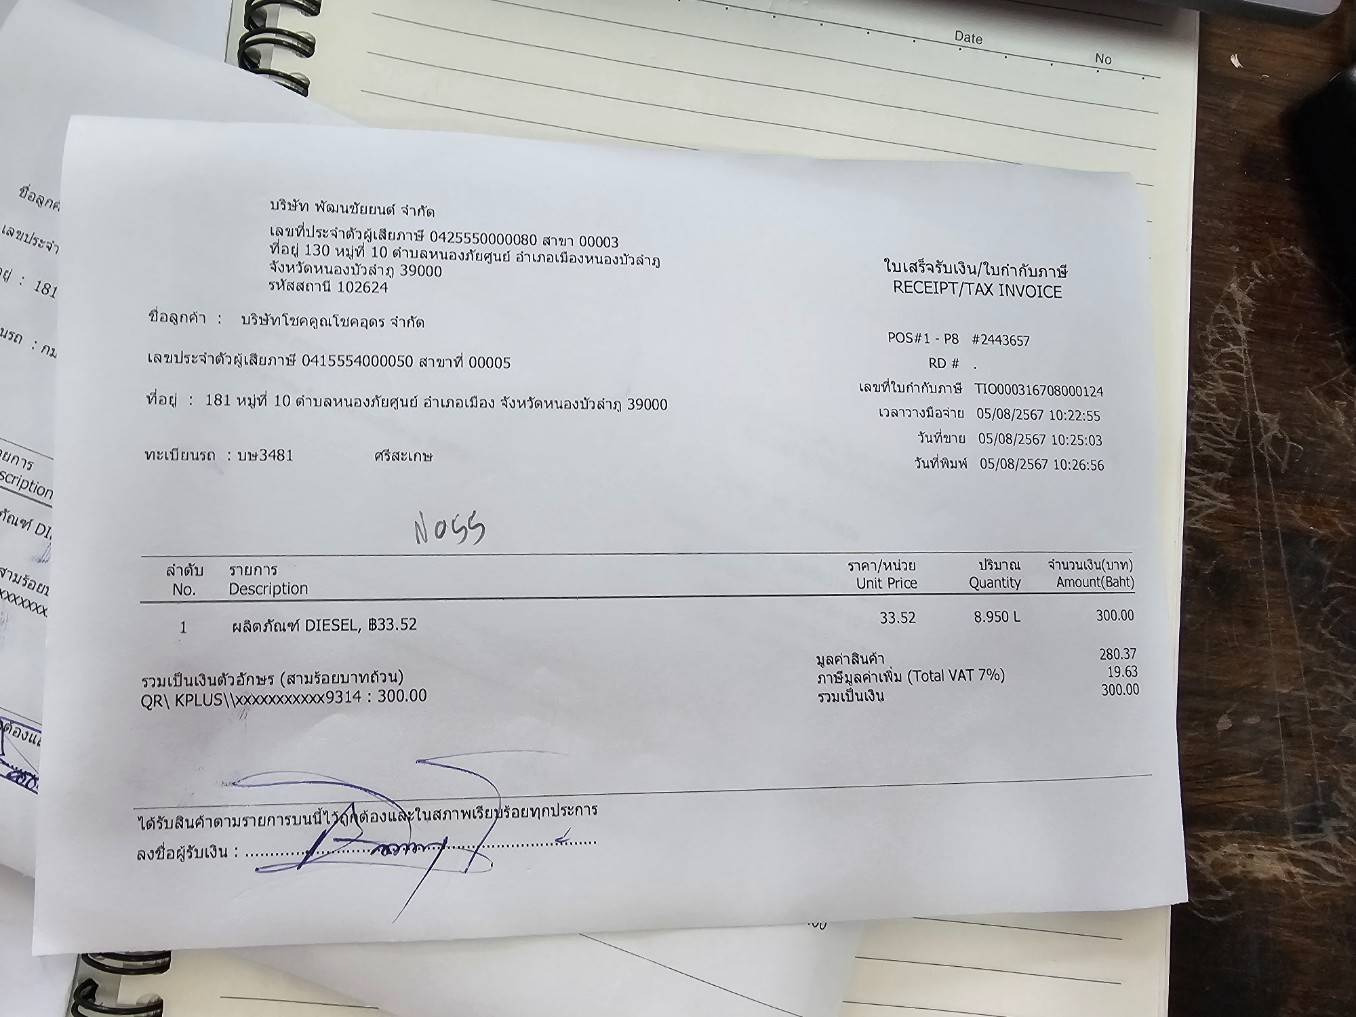 Date
No
บริษัท พัฒนชัยยนต์ จำกัด
เลขที่ประจำตัวผู้เสียภาษี 0425550000080 สาขา 00003
ที่อยู่ 130 หมู่ที่ 10 ตำบลหนองภัยศูนย์ อำเภอเมืองหนองบัวลำภู
จังหวัดหนองบัวลำภู 39000
รหัสสถานี 102624
ใบเสร็จรับเงิน/ใบกำกับภาษี
RECEIPT/TAX INVOICE
ชื่อลูกค้า : บริษัทโชคคูณโชคอุดร จำกัด
POS#1 - P8 #2443657
เลขประจำตัวผู้เสียภาษี 0415554000050 สาขาที่ 00005
RD # .
เลขที่ใบกำกับภาษี TIO000316708000124
ที่อยู่ : 181 หมู่ที่ 10 ตำบลหนองภัยศูนย์ อำเภอเมือง จังหวัดหนองบัวลำภู 39000
เวลาวางมือจ่าย 05/08/2567 10:22:55
วันที่ขาย 05/08/2567 10:25:03
ทะเบียนรถ : บษ3481 ศรีสะเกษ
วันที่พิมพ์ 05/08/2567 10:26:56
ลำดับ รายการ ราคา/หน่วย ปริมาณ จำนวนเงิน(บาท)
No. Description Unit Price Quantity Amount(Baht)
1 ผลิตภัณฑ์ DIESEL, ฿33.52 33.52 8.950 L 300.00
มูลค่าสินค้า 280.37
ภาษีมูลค่าเพิ่ม (Total VAT 7%) 19.63
รวมเป็นเงิน 300.00
รวมเป็นเงินตัวอักษร (สามร้อยบาทถ้วน)
QR\ KPLUS\\xxxxxxxxxxx9314 : 300.00
ได้รับสินค้าตามรายการบนนี้ไว้ถูกต้องและในสภาพเรียบร้อยทุกประการ
ลงชื่อผู้รับเงิน :